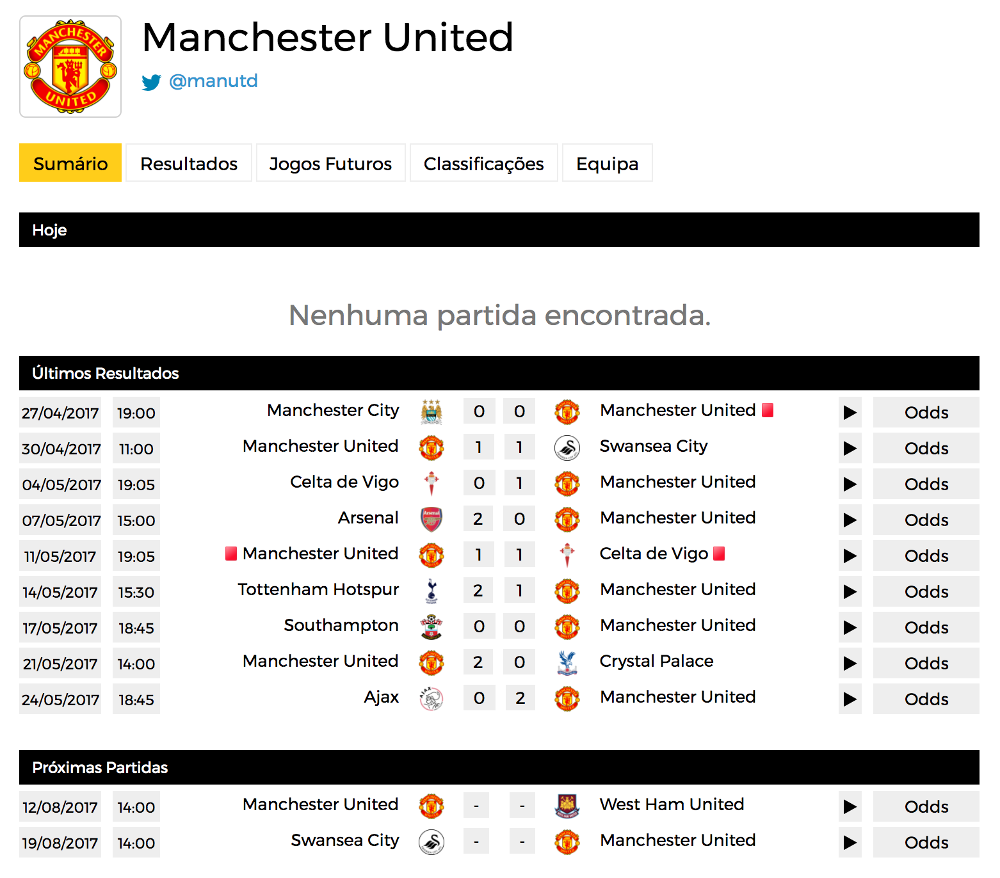 MANCHESTER
UNITED
Manchester United
@manutd
Sumário Resultados Jogos Futuros Classificações Equipa
Hoje
Nenhuma partida encontrada.
Últimos Resultados
27/04/2017 19:00 Manchester City 0 0 Manchester United Odds
30/04/2017 11:00 Manchester United 1 1 Swansea City Odds
04/05/2017 19:05 Celta de Vigo 0 1 Manchester United Odds
07/05/2017 15:00 Arsenal 2 0 Manchester United Odds
11/05/2017 19:05 Manchester United 1 1 Celta de Vigo Odds
14/05/2017 15:30 Tottenham Hotspur 2 1 Manchester United Odds
17/05/2017 18:45 Southampton 0 0 Manchester United Odds
21/05/2017 14:00 Manchester United 2 0 Crystal Palace Odds
24/05/2017 18:45 Ajax 0 2 Manchester United Odds
Próximas Partidas
12/08/2017 14:00 Manchester United - - West Ham United Odds
19/08/2017 14:00 Swansea City - - Manchester United Odds